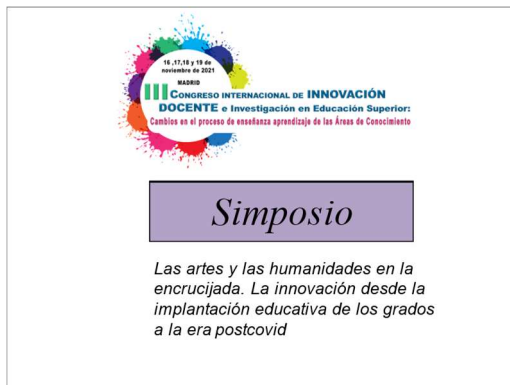 16 ,17,18 y 19 de
noviembre de 2021
MADRID
III CONGRESO INTERNACIONAL DE INNOVACIÓN
DOCENTE e Investigación en Educación Superior:
Cambios en el proceso de enseñanza aprendizaje de las Áreas de Conocimiento
Simposio
Las artes y las humanidades en la
encrucijada. La innovación desde la
implantación educativa de los grados
a la era postcovid